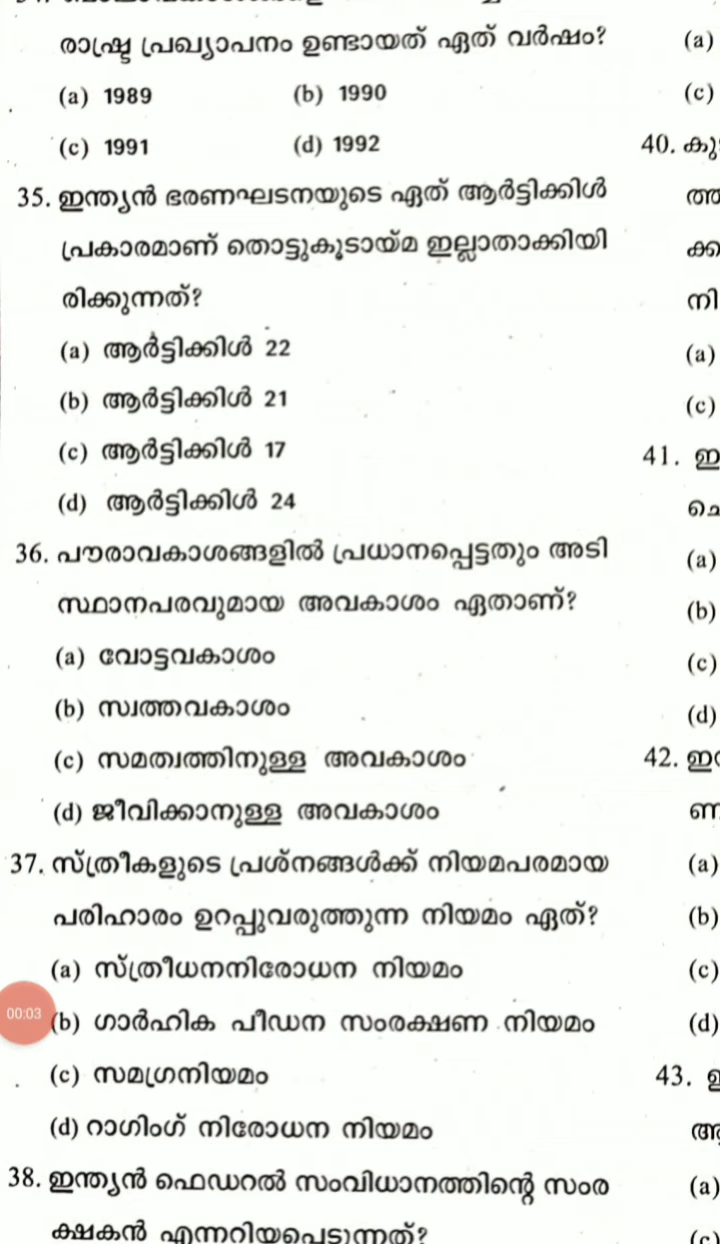 രാഷ്ട്ര പ്രഖ്യാപനം ഉണ്ടായത് ഏത് വർഷം?
(a) 1989 (b) 1990
(c) 1991 (d) 1992
35. ഇന്ത്യൻ ഭരണഘടനയുടെ ഏത് ആർട്ടിക്കിൾ
പ്രകാരമാണ് തൊട്ടുകൂടായ്മ ഇല്ലാതാക്കിയി
രിക്കുന്നത്?
(a) ആർട്ടിക്കിൾ 22
(b) ആർട്ടിക്കിൾ 21
(c) ആർട്ടിക്കിൾ 17
(d) ആർട്ടിക്കിൾ 24
36. പൗരാവകാശങ്ങളിൽ പ്രധാനപ്പെട്ടതും അടി
സ്ഥാനപരവുമായ അവകാശം ഏതാണ്?
(a) വോട്ടവകാശം
(b) സ്വത്തവകാശം
(c) സമത്വത്തിനുള്ള അവകാശം
(d) ജീവിക്കാനുള്ള അവകാശം
37. സ്ത്രീകളുടെ പ്രശ്നങ്ങൾക്ക് നിയമപരമായ
പരിഹാരം ഉറപ്പുവരുത്തുന്ന നിയമം ഏത്?
(a) സ്ത്രീധനനിരോധന നിയമം
(b) ഗാർഹിക പീഡന സംരക്ഷണ നിയമം
(c) സമഗ്രനിയമം
(d) റാഗിംഗ് നിരോധന നിയമം
38. ഇന്ത്യൻ ഫെഡറൽ സംവിധാനത്തിന്റെ സംര
ക്ഷകൻ എന്നറിയപ്പെടുന്നത്?
00:03
(a)
(c)
40.
(a)
(c)
41.
(a)
(b)
(c)
(d)
42.
(a)
(b)
(c)
(d)
43.
(a)